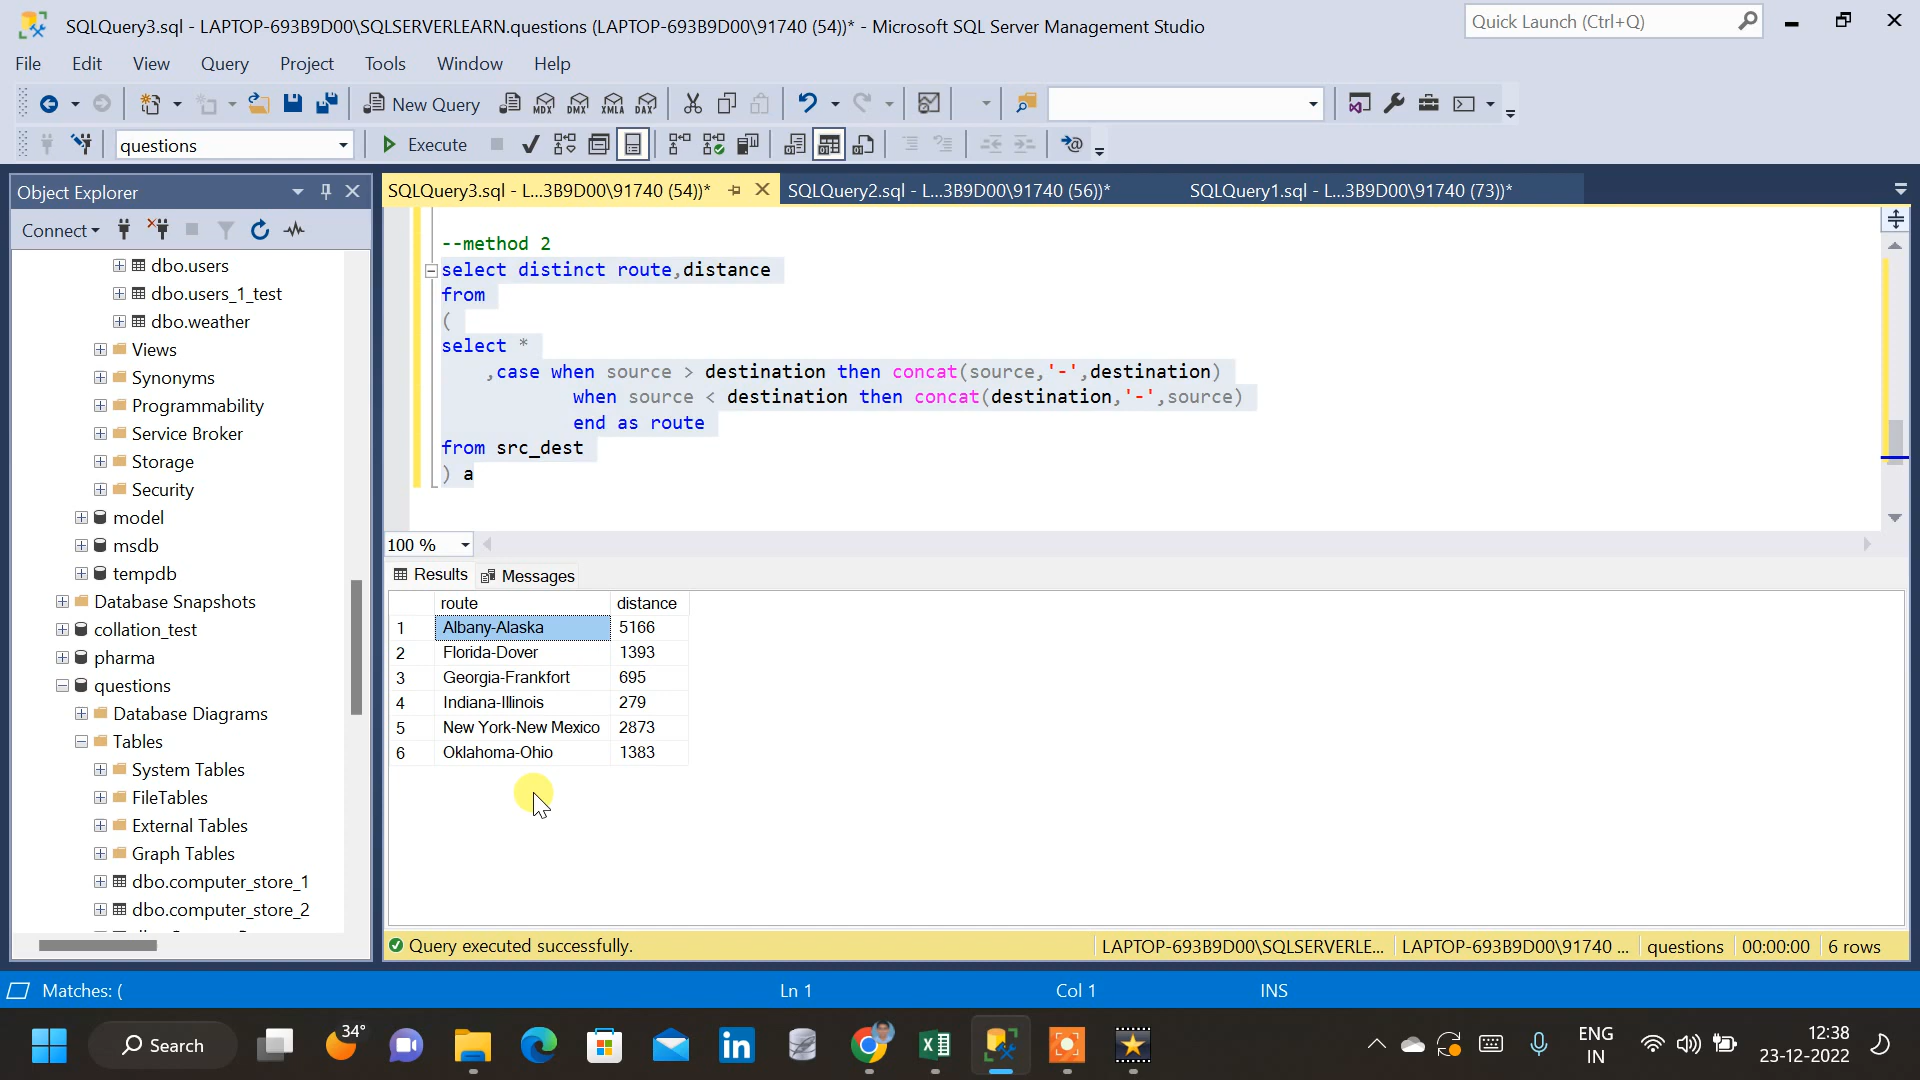 SQLQuery3.sql - LAPTOP-693B9D00\SQLSERVERLEARN.questions (LAPTOP-693B9D00\91740 (54))* - Microsoft SQL Server Management Studio
Quick Launch (Ctrl+Q)
File Edit View Query Project Tools Window Help
New Query MDX DMX XMLA DAX
questions Execute
Object Explorer
SQLQuery3.sql - L...3B9D00\91740 (54))* SQLQuery2.sql - L...3B9D00\91740 (56))* SQLQuery1.sql - L...3B9D00\91740 (73))*
Connect
dbo.users
dbo.users_1_test
dbo.weather
Views
Synonyms
Programmability
Service Broker
Storage
Security
model
msdb
tempdb
Database Snapshots
collation_test
pharma
questions
Database Diagrams
Tables
System Tables
FileTables
External Tables
Graph Tables
dbo.computer_store_1
dbo.computer_store_2
--method 2
select distinct route,distance
from
(
select *
,case when source > destination then concat(source,'-',destination)
when source < destination then concat(destination,'-',source)
end as route
from src_dest
) a
100 %
Results Messages
route distance
1 Albany-Alaska 5166
2 Florida-Dover 1393
3 Georgia-Frankfort 695
4 Indiana-Illinois 279
5 New York-New Mexico 2873
6 Oklahoma-Ohio 1383
Query executed successfully. LAPTOP-693B9D00\SQLSERVERLE... LAPTOP-693B9D00\91740 ... questions 00:00:00 6 rows
Matches: ( Ln 1 Col 1 INS
Search 34° ENG IN 12:38 23-12-2022